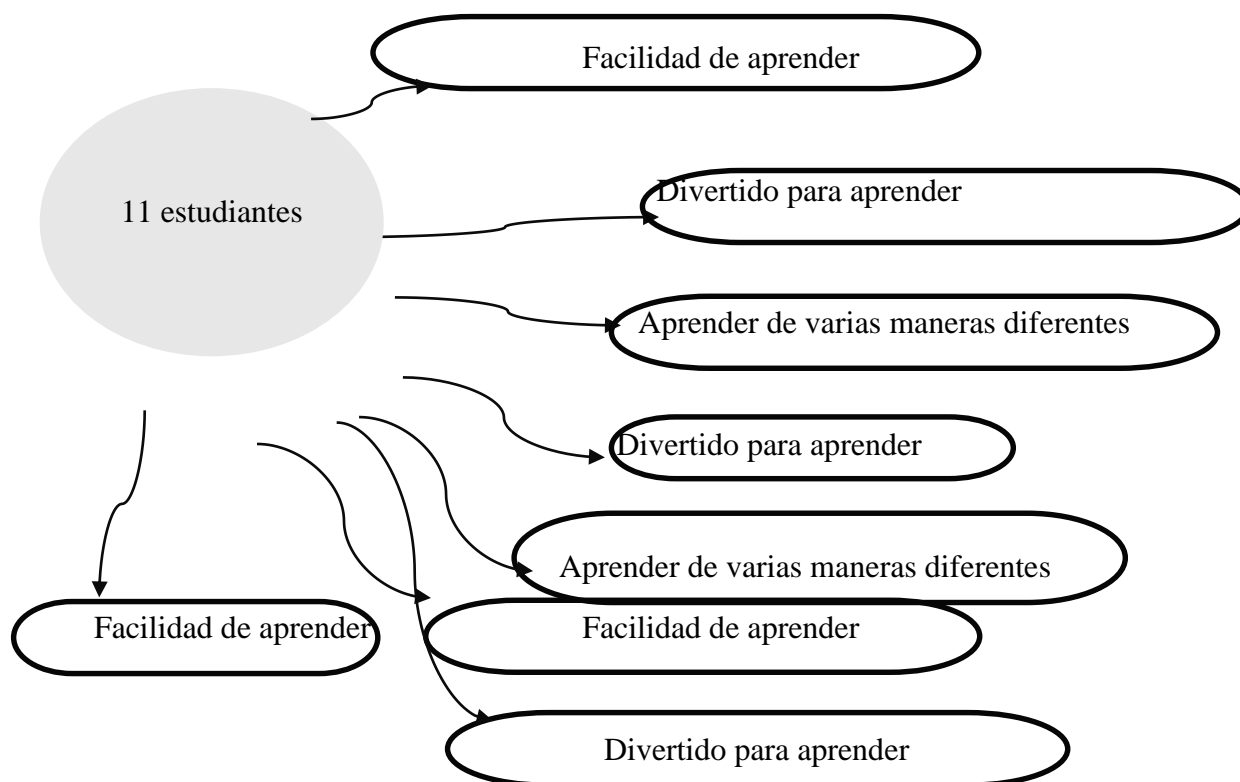 Facilidad de aprender
Divertido para aprender
11 estudiantes
Aprender de varias maneras diferentes
Divertido para aprender
Aprender de varias maneras diferentes
Facilidad de aprender
Facilidad de aprender
Divertido para aprender